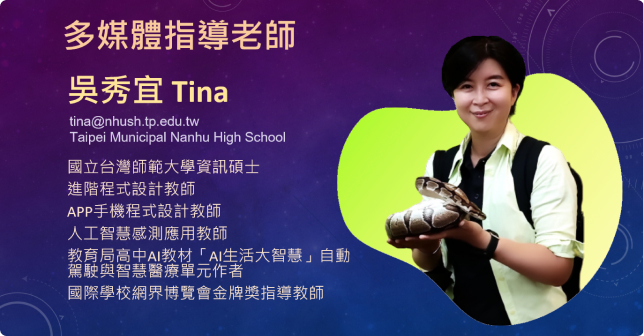 多媒體指導老師
吳秀宜 Tina
tina@nhush.tp.edu.tw
Taipei Municipal Nanhu High School
國立台灣師範大學資訊碩士
進階程式設計教師
APP手機程式設計教師
人工智慧感測應用教師
教育局高中AI教材「AI生活大智慧」自動
駕駛與智慧醫療單元作者
國際學校網界博覽會金牌獎指導教師